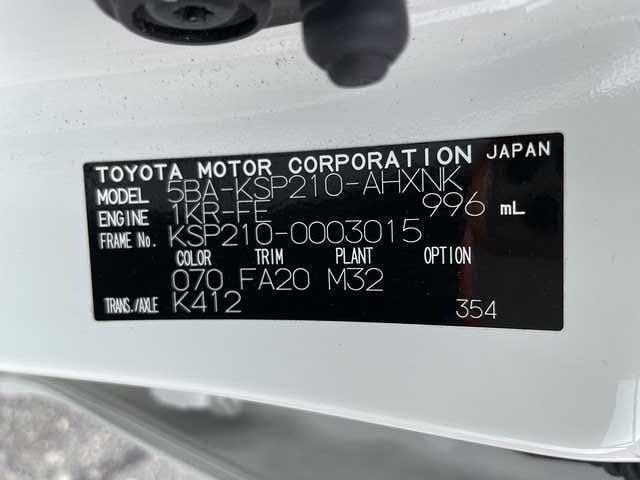 TOYOTA MOTOR CORPORATION JAPAN
MODEL 5BA-KSP210-AHXNK
ENGINE 1KR-FE 996 mL
FRAME No. KSP210-0003015
COLOR TRIM PLANT OPTION
070 FA20 M32
TRANS./AXLE K412 354